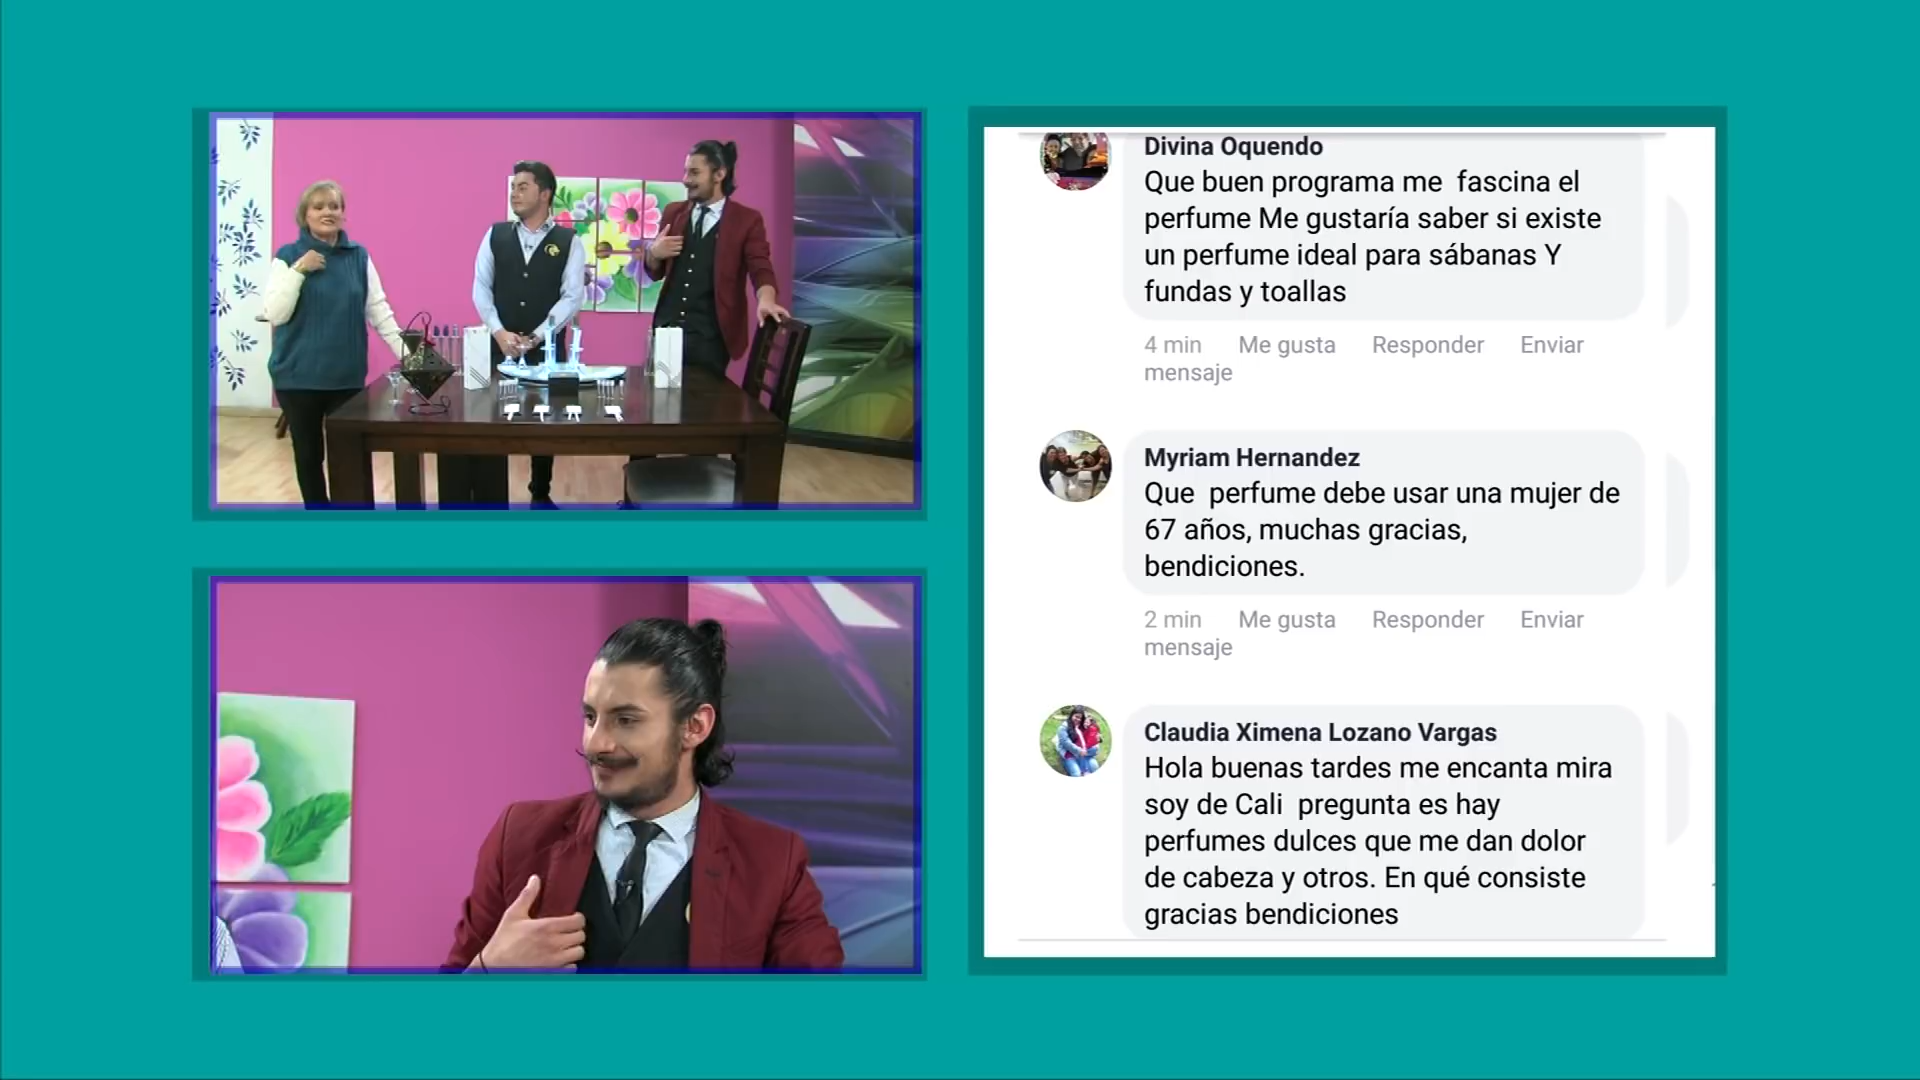 Divina Oquendo
Que buen programa me  fascina el
perfume Me gustaría saber si existe
un perfume ideal para sábanas Y
fundas y toallas
4 min Me gusta Responder Enviar
mensaje
Myriam Hernandez
Que  perfume debe usar una mujer de
67 años, muchas gracias,
bendiciones.
2 min Me gusta Responder Enviar
mensaje
Claudia Ximena Lozano Vargas
Hola buenas tardes me encanta mira
soy de Cali  pregunta es hay
perfumes dulces que me dan dolor
de cabeza y otros. En qué consiste
gracias bendiciones